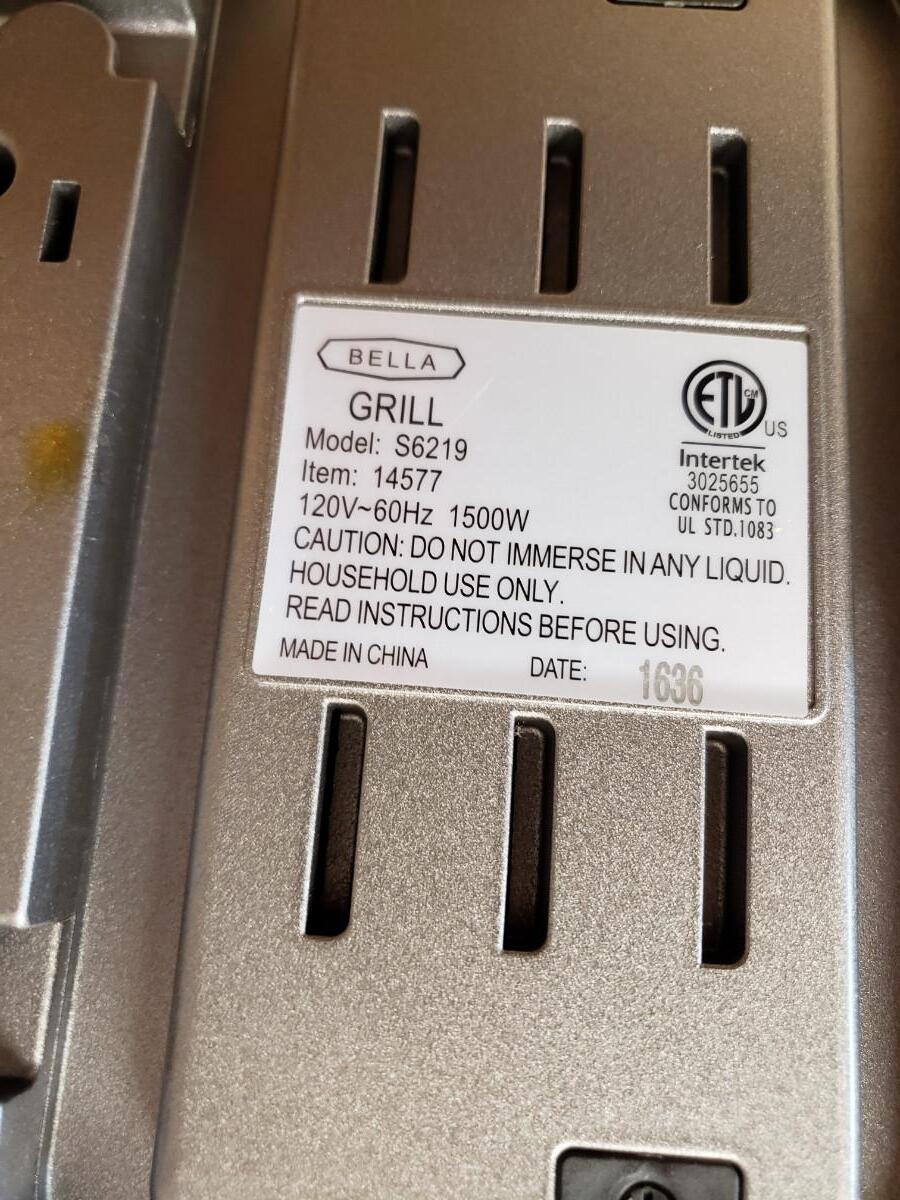 BELLA
GRILL
Model: S6219
Item: 14577
120V~60Hz 1500W
CAUTION: DO NOT IMMERSE IN ANY LIQUID.
HOUSEHOLD USE ONLY.
READ INSTRUCTIONS BEFORE USING.
MADE IN CHINA DATE: 1636
ETL CM
LISTED US
Intertek
3025655
CONFORMS TO
UL STD.1083